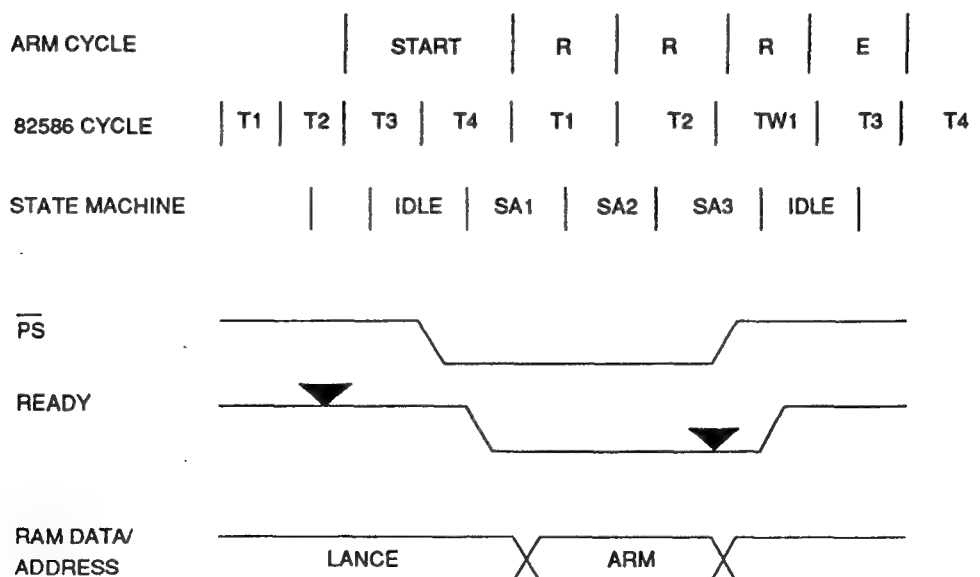 ARM CYCLE START R R R E
82586 CYCLE T1 T2 T3 T4 T1 T2 TW1 T3 T4
STATE MACHINE IDLE SA1 SA2 SA3 IDLE
PS
READY
RAM DATA/
ADDRESS LANCE ARM